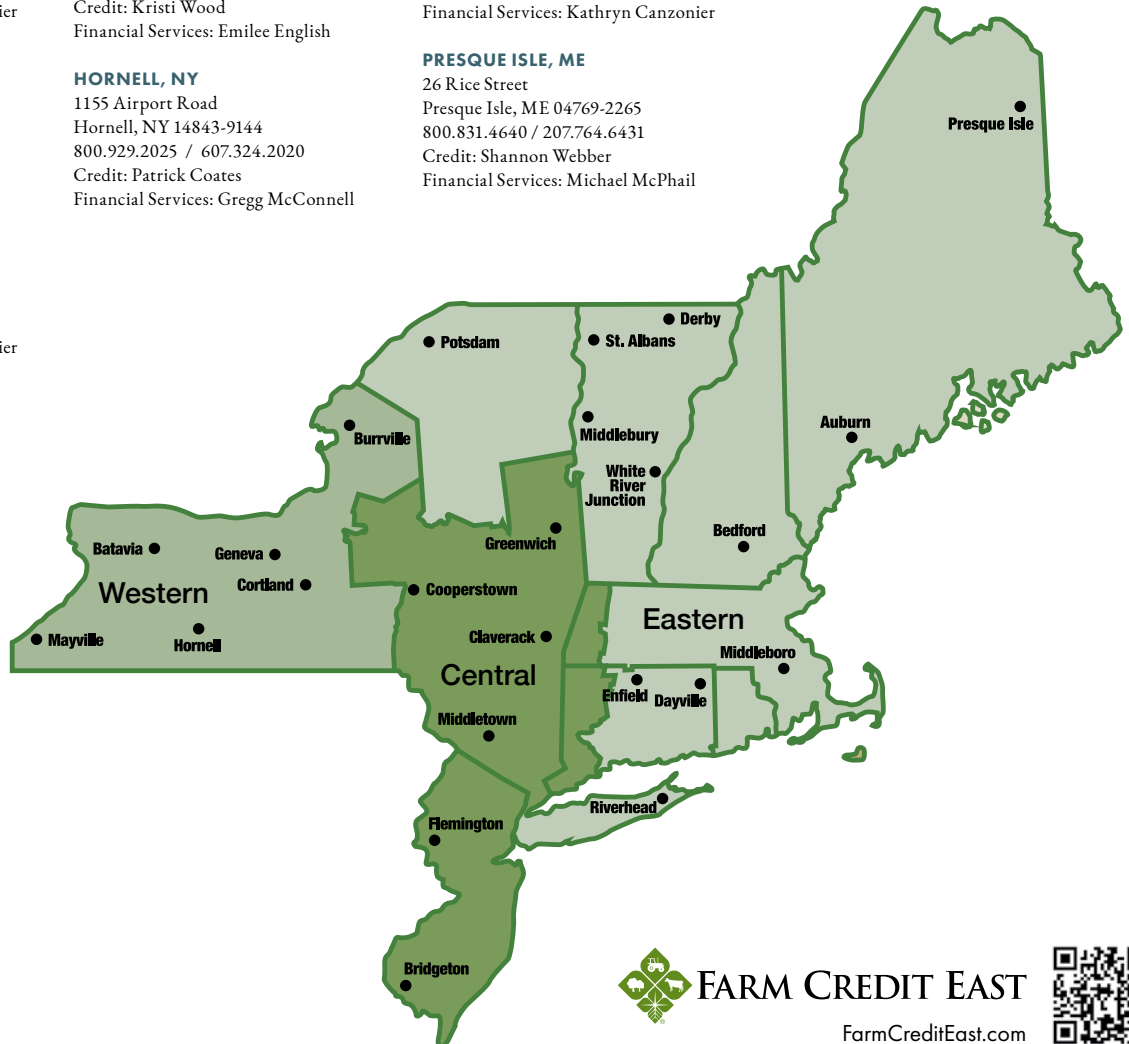 ier
ier
Credit: Kristi Wood
Financial Services: Emilee English
HORNELL, NY
1155 Airport Road
Hornell, NY 14843-9144
800.929.2025 / 607.324.2020
Credit: Patrick Coates
Financial Services: Gregg McConnell
Financial Services: Kathryn Canzonier
PRESQUE ISLE, ME
26 Rice Street
Presque Isle, ME 04769-2265
800.831.4640 / 207.764.6431
Credit: Shannon Webber
Financial Services: Michael McPhail
Presque Isle
Derby
Potsdam
St. Albans
Auburn
Burrville
Middlebury
White
River
Junction
Bedford
Greenwich
Batavia
Geneva
Cortland
Western
Cooperstown
Eastern
Mayville
Hornell
Claverack
Middleboro
Central
Enfield
Dayville
Middletown
Riverhead
Flemington
Bridgeton
FARM CREDIT EAST
FarmCreditEast.com